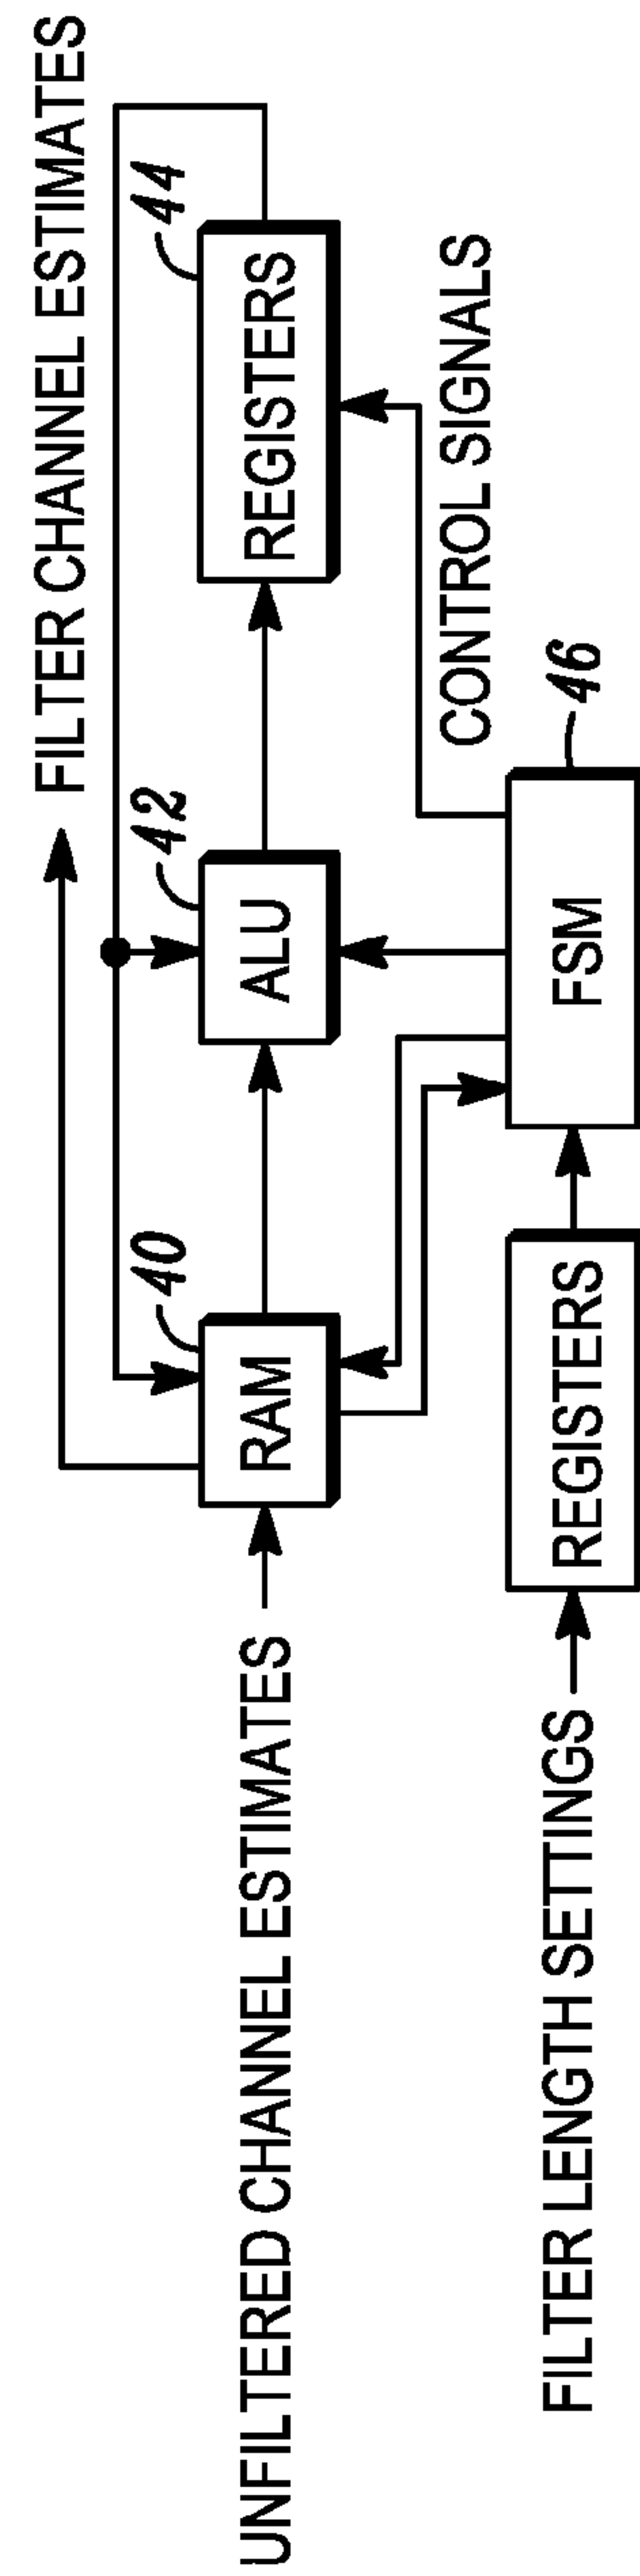 FILTER CHANNEL ESTIMATES
40
42
44
UNFILTERED CHANNEL ESTIMATES
RAM
ALU
REGISTERS
CONTROL SIGNALS
46
FILTER LENGTH SETTINGS
REGISTERS
FSM